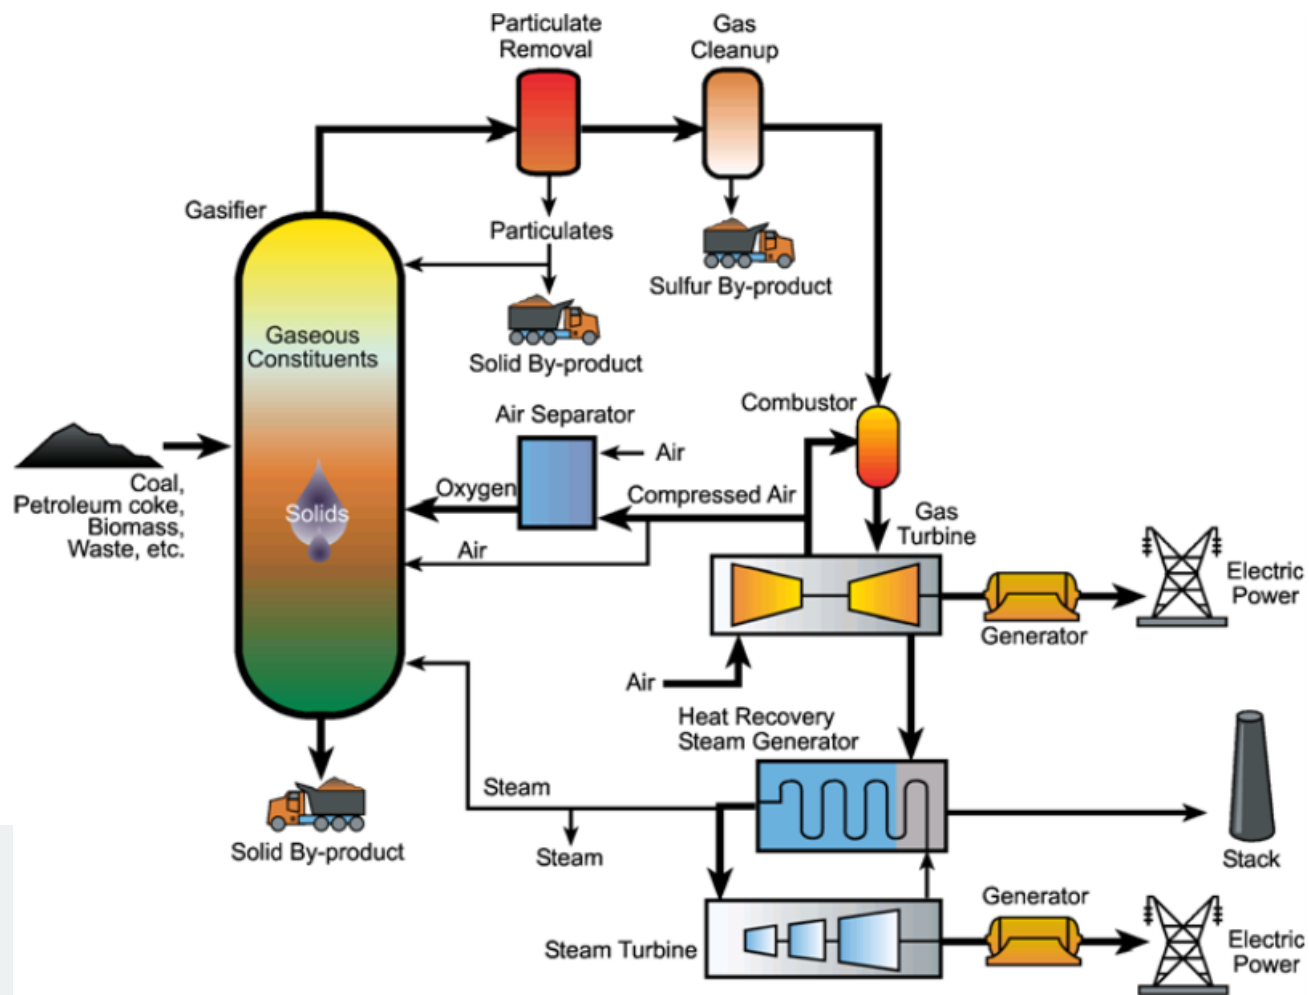 Particulate
Removal
Gas
Cleanup
Gasifier
Particulates
Sulfur By-product
Solid By-product
Gaseous
Constituents
Combustor
Air Separator
Air
Coal,
Petroleum coke,
Biomass,
Waste, etc.
Solids
Oxygen
Compressed Air
Air
Gas
Turbine
Electric
Power
Generator
Air
Heat Recovery
Steam Generator
Steam
Steam
Solid By-product
Stack
Generator
Steam Turbine
Electric
Power